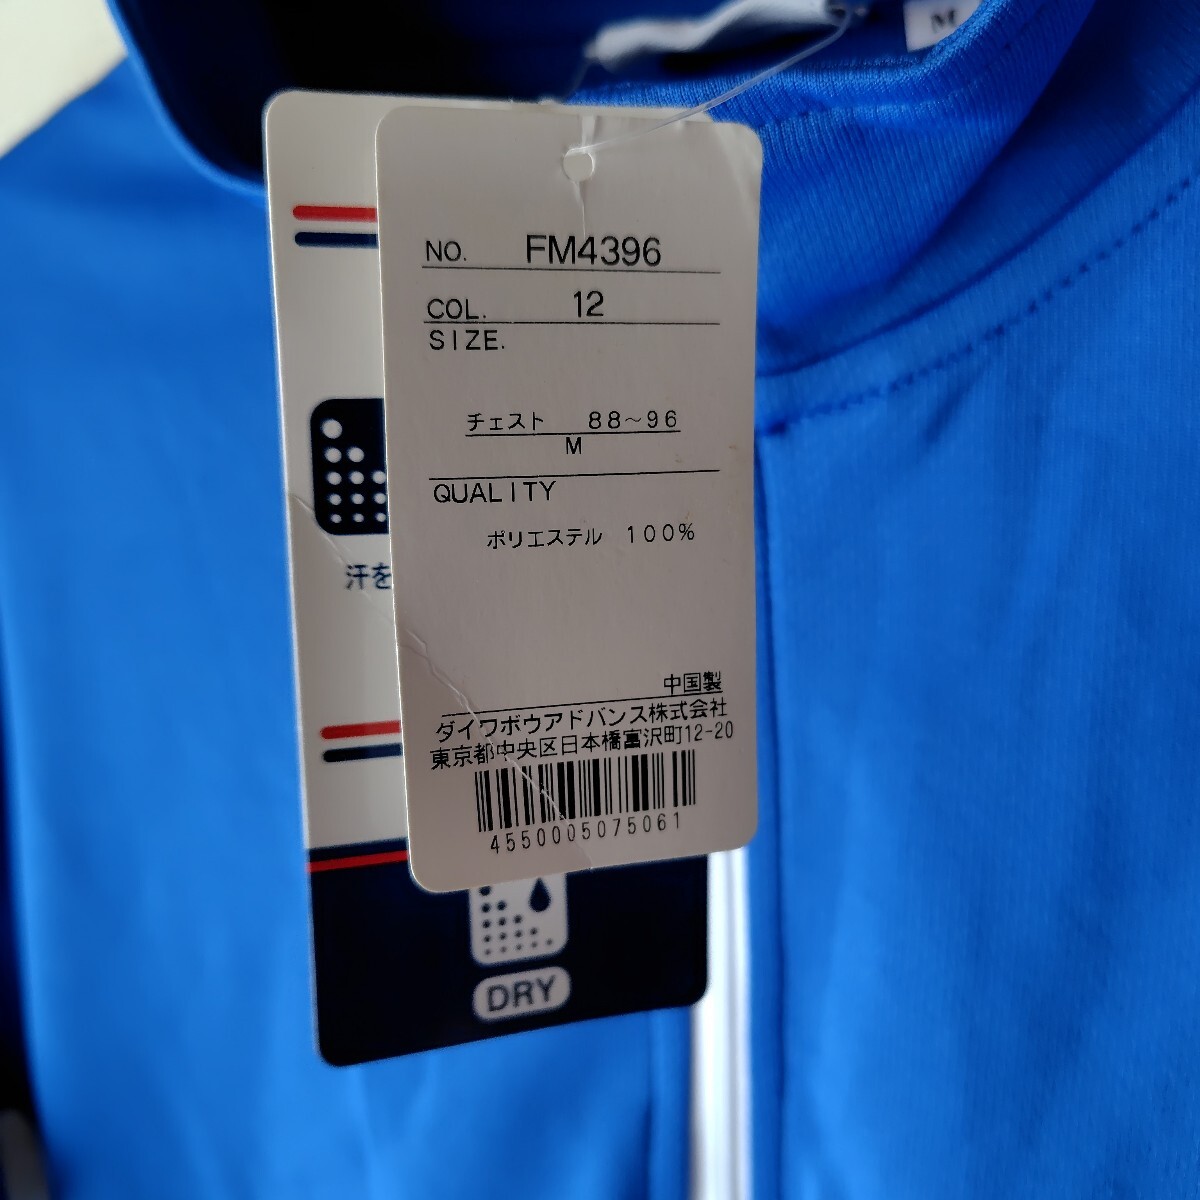 M
NO. FM4396
COL. 12
SIZE.
チェスト 88~96
M
QUALITY
ポリエステル 100%
汗を
中国製
ダイワボウアドバンス株式会社
東京都中央区日本橋富沢町12-20
4550005075061
DRY